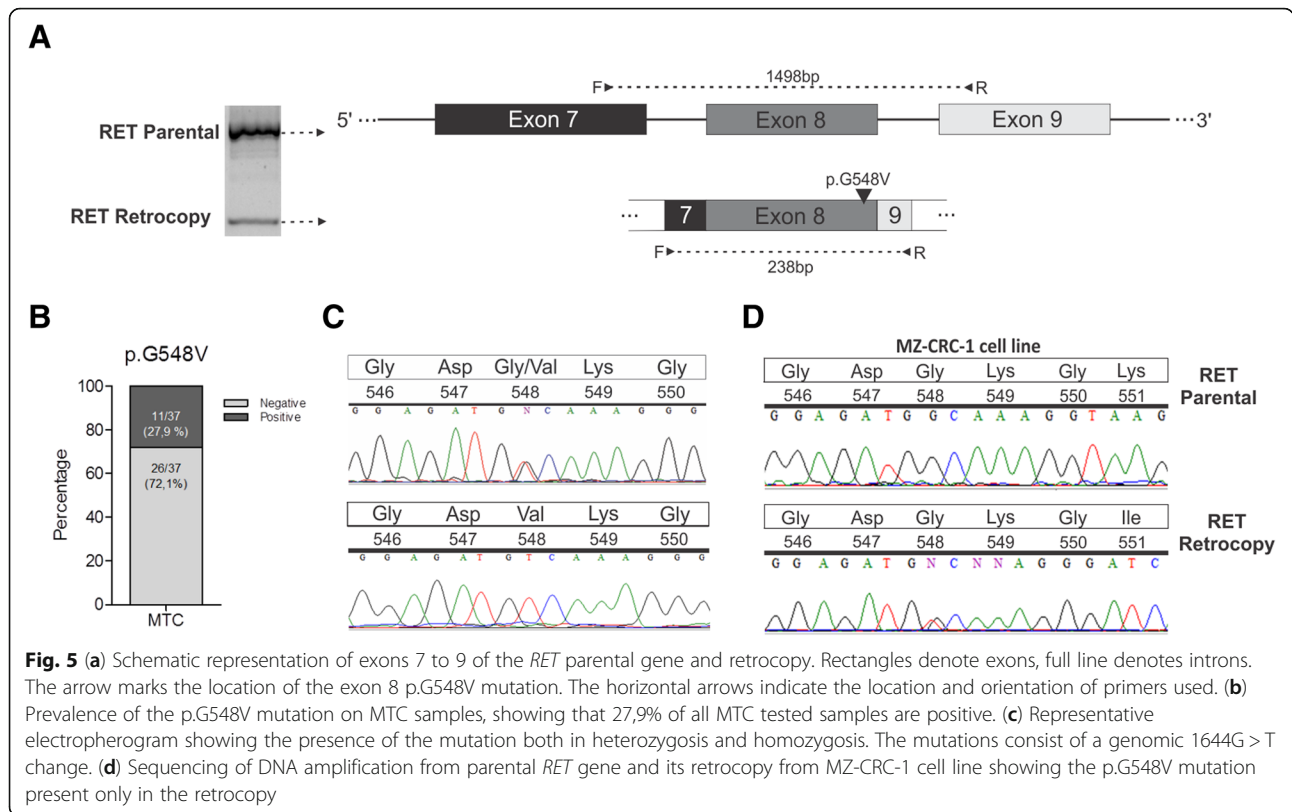 A
RET Parental
RET Retrocopy
F 1498bp R
5' ··· Exon 7 Exon 8 Exon 9 ···3'
p.G548V
··· 7 Exon 8 9 ···
F R
238bp
B
p.G548V
Percentage
100
80
60
40
20
0
11/37
(27,9 %)
26/37
(72,1%)
MTC
Negative
Positive
C
Gly Asp Gly/Val Lys Gly
546 547 548 549 550
G G A G A T G N C A A A G G G
Gly Asp Val Lys Gly
546 547 548 549 550
G G A G A T G T C A A A G G G
D
MZ-CRC-1 cell line
Gly Asp Gly Lys Gly Lys
546 547 548 549 550 551
G G A G A T G G C A A A G G T A A G
RET
Parental
Gly Asp Gly Lys Gly Ile
546 547 548 549 550 551
G G A G A T G N C N N A G G G A T C
RET
Retrocopy
Fig. 5 (a) Schematic representation of exons 7 to 9 of the RET parental gene and retrocopy. Rectangles denote exons, full line denotes introns.
The arrow marks the location of the exon 8 p.G548V mutation. The horizontal arrows indicate the location and orientation of primers used. (b)
Prevalence of the p.G548V mutation on MTC samples, showing that 27,9% of all MTC tested samples are positive. (c) Representative
electropherogram showing the presence of the mutation both in heterozygosis and homozygosis. The mutations consist of a genomic 1644G > T
change. (d) Sequencing of DNA amplification from parental RET gene and its retrocopy from MZ-CRC-1 cell line showing the p.G548V mutation
present only in the retrocopy